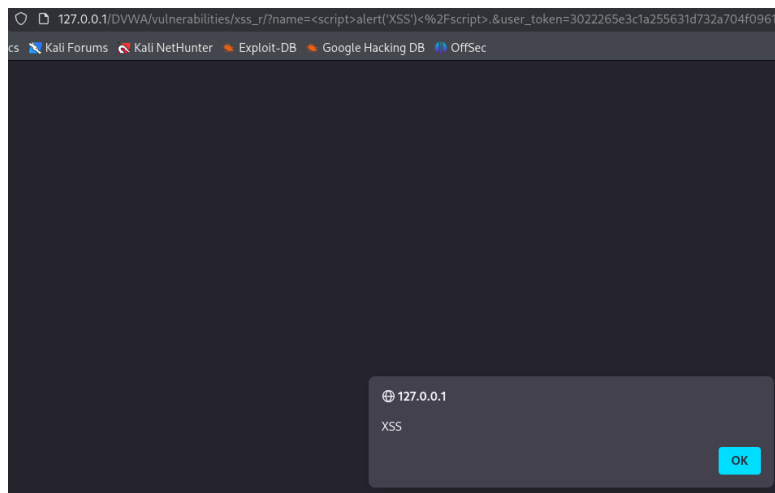 127.0.0.1/DVWA/vulnerabilities/xss_r/?name=<script>alert('XSS')<%2Fscript>.&user_token=3022265e3c1a255631d732a704f0961
cs Kali Forums Kali NetHunter Exploit-DB Google Hacking DB OffSec
127.0.0.1
XSS
OK